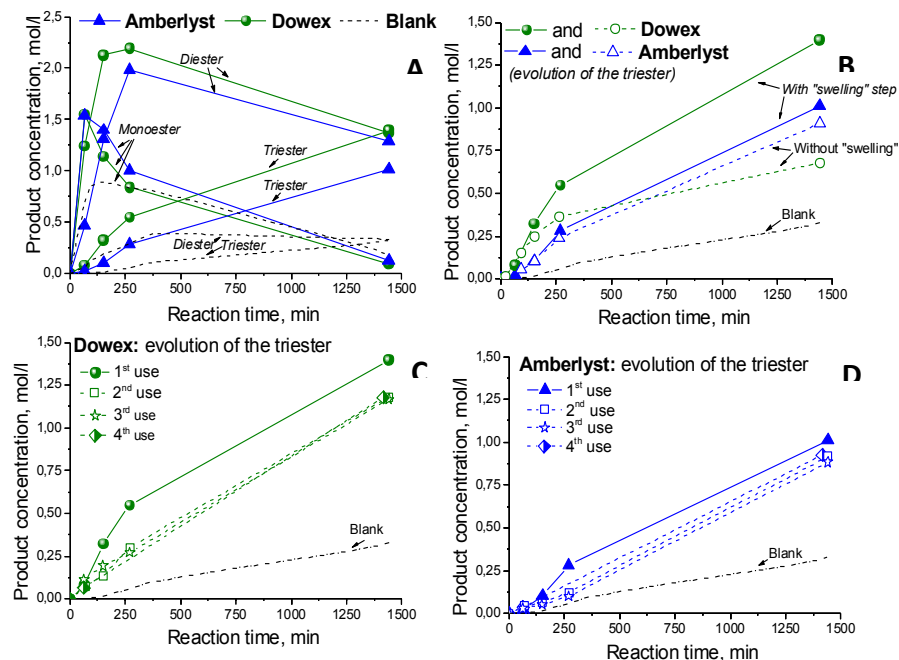 Amberlyst Dowex Blank
A
Product concentration, mol/l
2,5
2,0
1,5
1,0
0,5
0,0
Diester
Monoester
Triester
Triester
Diester Triester
0 250 500 750 1000 1250 1500
Reaction time, min
B
Product concentration, mol/l
1,50
1,25
1,00
0,75
0,50
0,25
0,00
and Dowex
and Amberlyst
(evolution of the triester)
With "swelling" step
Without "swelling"
Blank
0 250 500 750 1000 1250 1500
Reaction time, min
Dowex: evolution of the triester
C
Product concentration, mol/l
1,50
1,25
1,00
0,75
0,50
0,25
0,00
1st use
2nd use
3rd use
4th use
Blank
0 250 500 750 1000 1250 1500
Reaction time, min
Amberlyst: evolution of the triester
D
Product concentration, mol/l
1,50
1,25
1,00
0,75
0,50
0,25
0,00
1st use
2nd use
3rd use
4th use
Blank
0 250 500 750 1000 1250 1500
Reaction time, min